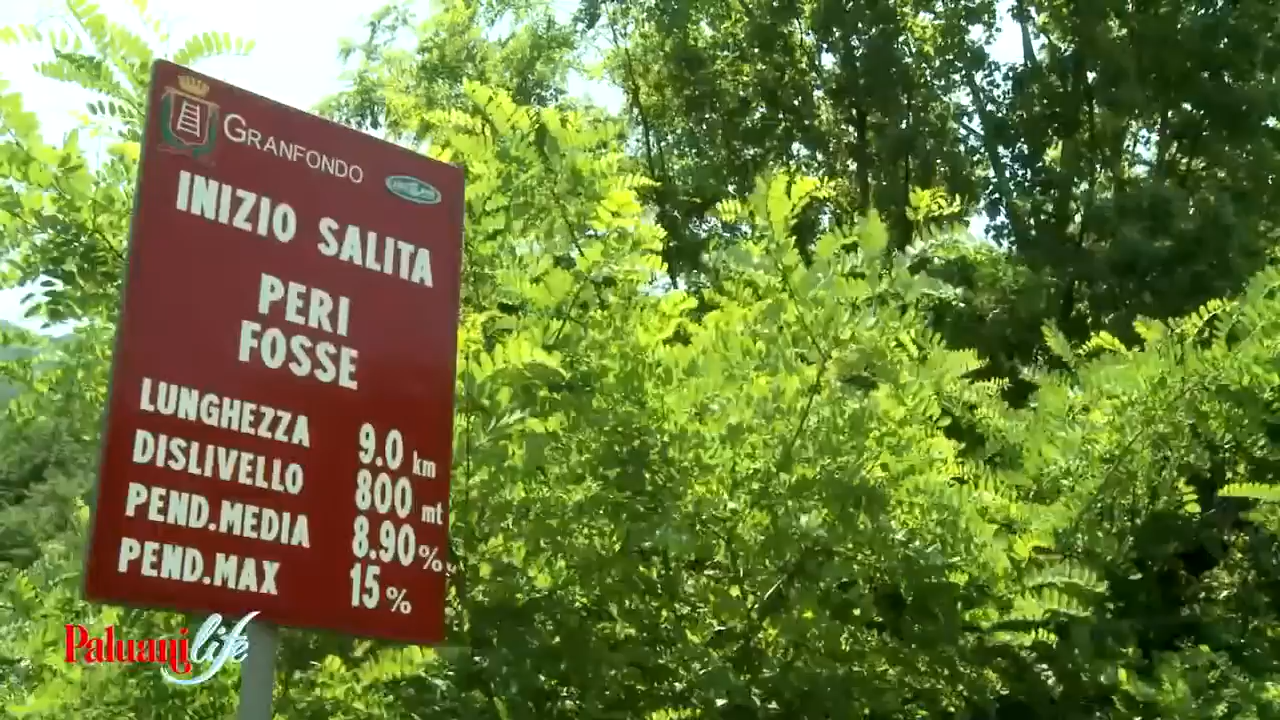 GRANFONDO
INIZIO SALITA
PERI
FOSSE
LUNGHEZZA 9.0 km
DISLIVELLO 800 mt
PEND.MEDIA 8.90%
PEND.MAX 15%
Paluani life